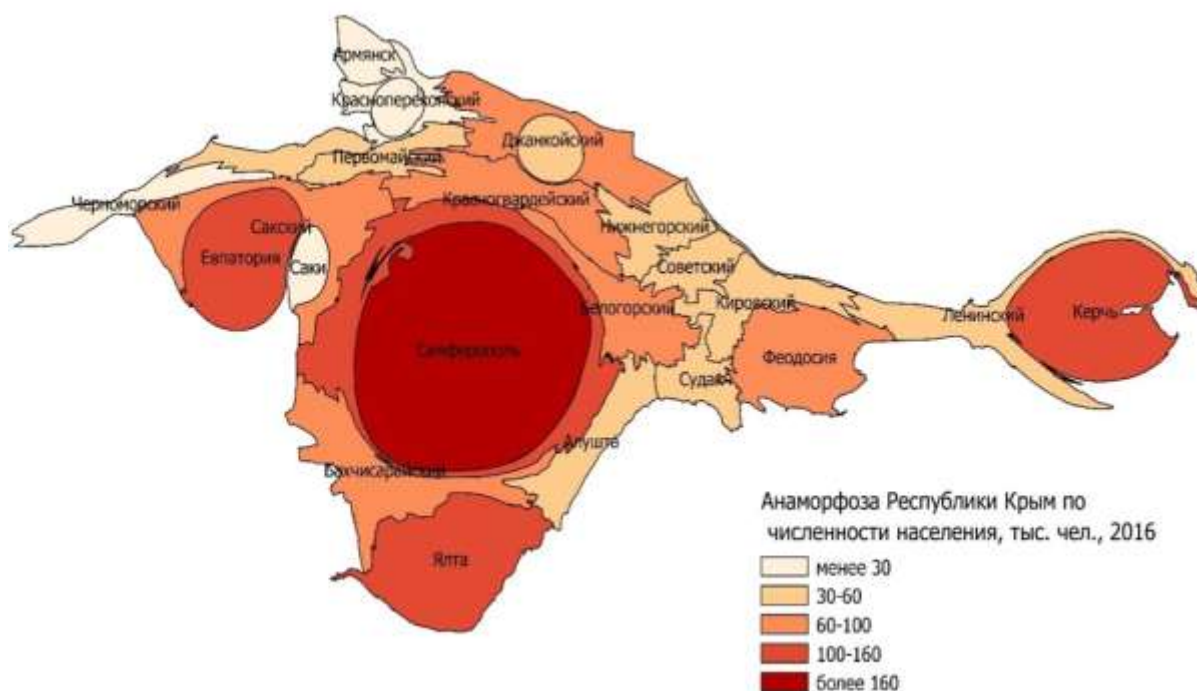 Армянск
Красноперекопский
Джанкойский
Первомайский
Черноморский
Красногвардейский
Сакский
Нижнегорский
Евпатория
Саки
Советский
Белогорский
Кировский
Ленинский
Керчь
Симферополь
Феодосия
Судак
Алушта
Бахчисарайский
Ялта
Анаморфоза Республики Крым по
численности населения, тыс. чел., 2016
менее 30
30-60
60-100
100-160
более 160